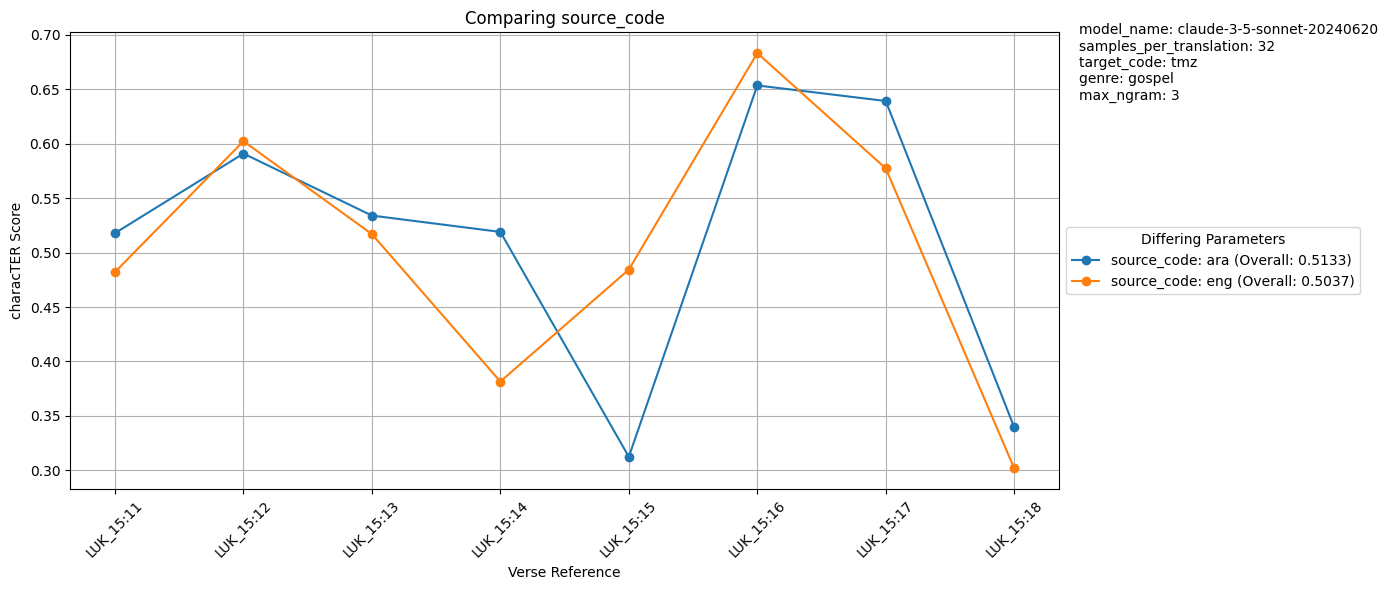 Comparing source_code
model_name: claude-3-5-sonnet-20240620
samples_per_translation: 32
target_code: tmz
genre: gospel
max_ngram: 3
characTER Score
0.70
0.65
0.60
0.55
0.50
0.45
0.40
0.35
0.30
Differing Parameters
source_code: ara (Overall: 0.5133)
source_code: eng (Overall: 0.5037)
LUK_15:11
LUK_15:12
LUK_15:13
LUK_15:14
LUK_15:15
LUK_15:16
LUK_15:17
LUK_15:18
Verse Reference